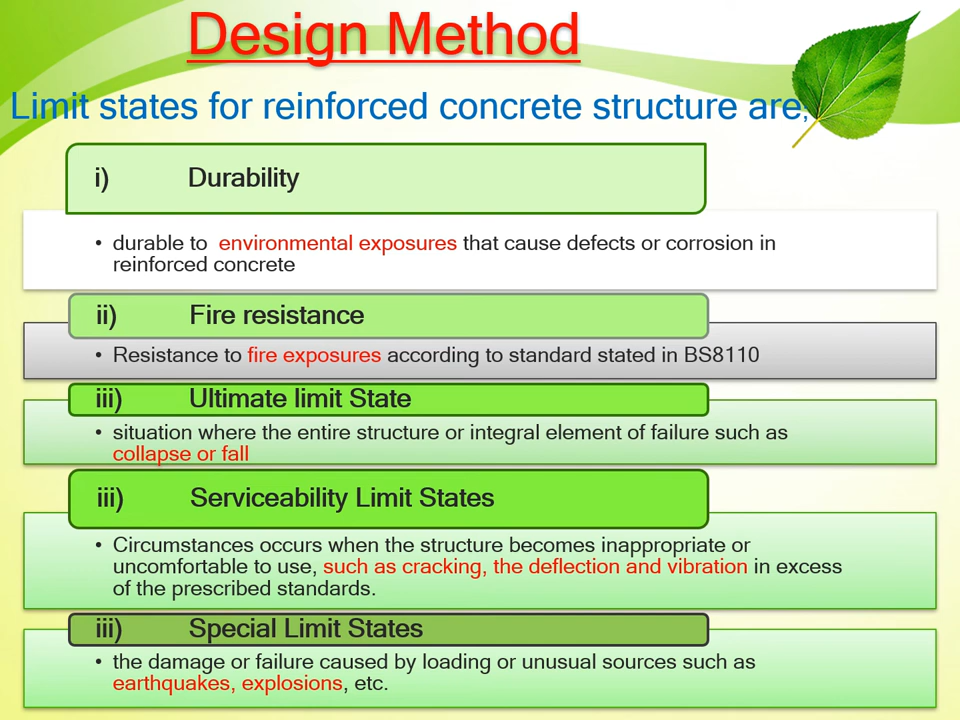 Design Method
Limit states for reinforced concrete structure are;
i) Durability
• durable to environmental exposures that cause defects or corrosion in
reinforced concrete
ii) Fire resistance
• Resistance to fire exposures according to standard stated in BS8110
iii) Ultimate limit State
• situation where the entire structure or integral element of failure such as
collapse or fall
iii) Serviceability Limit States
• Circumstances occurs when the structure becomes inappropriate or
uncomfortable to use, such as cracking, the deflection and vibration in excess
of the prescribed standards.
iii) Special Limit States
• the damage or failure caused by loading or unusual sources such as
earthquakes, explosions, etc.